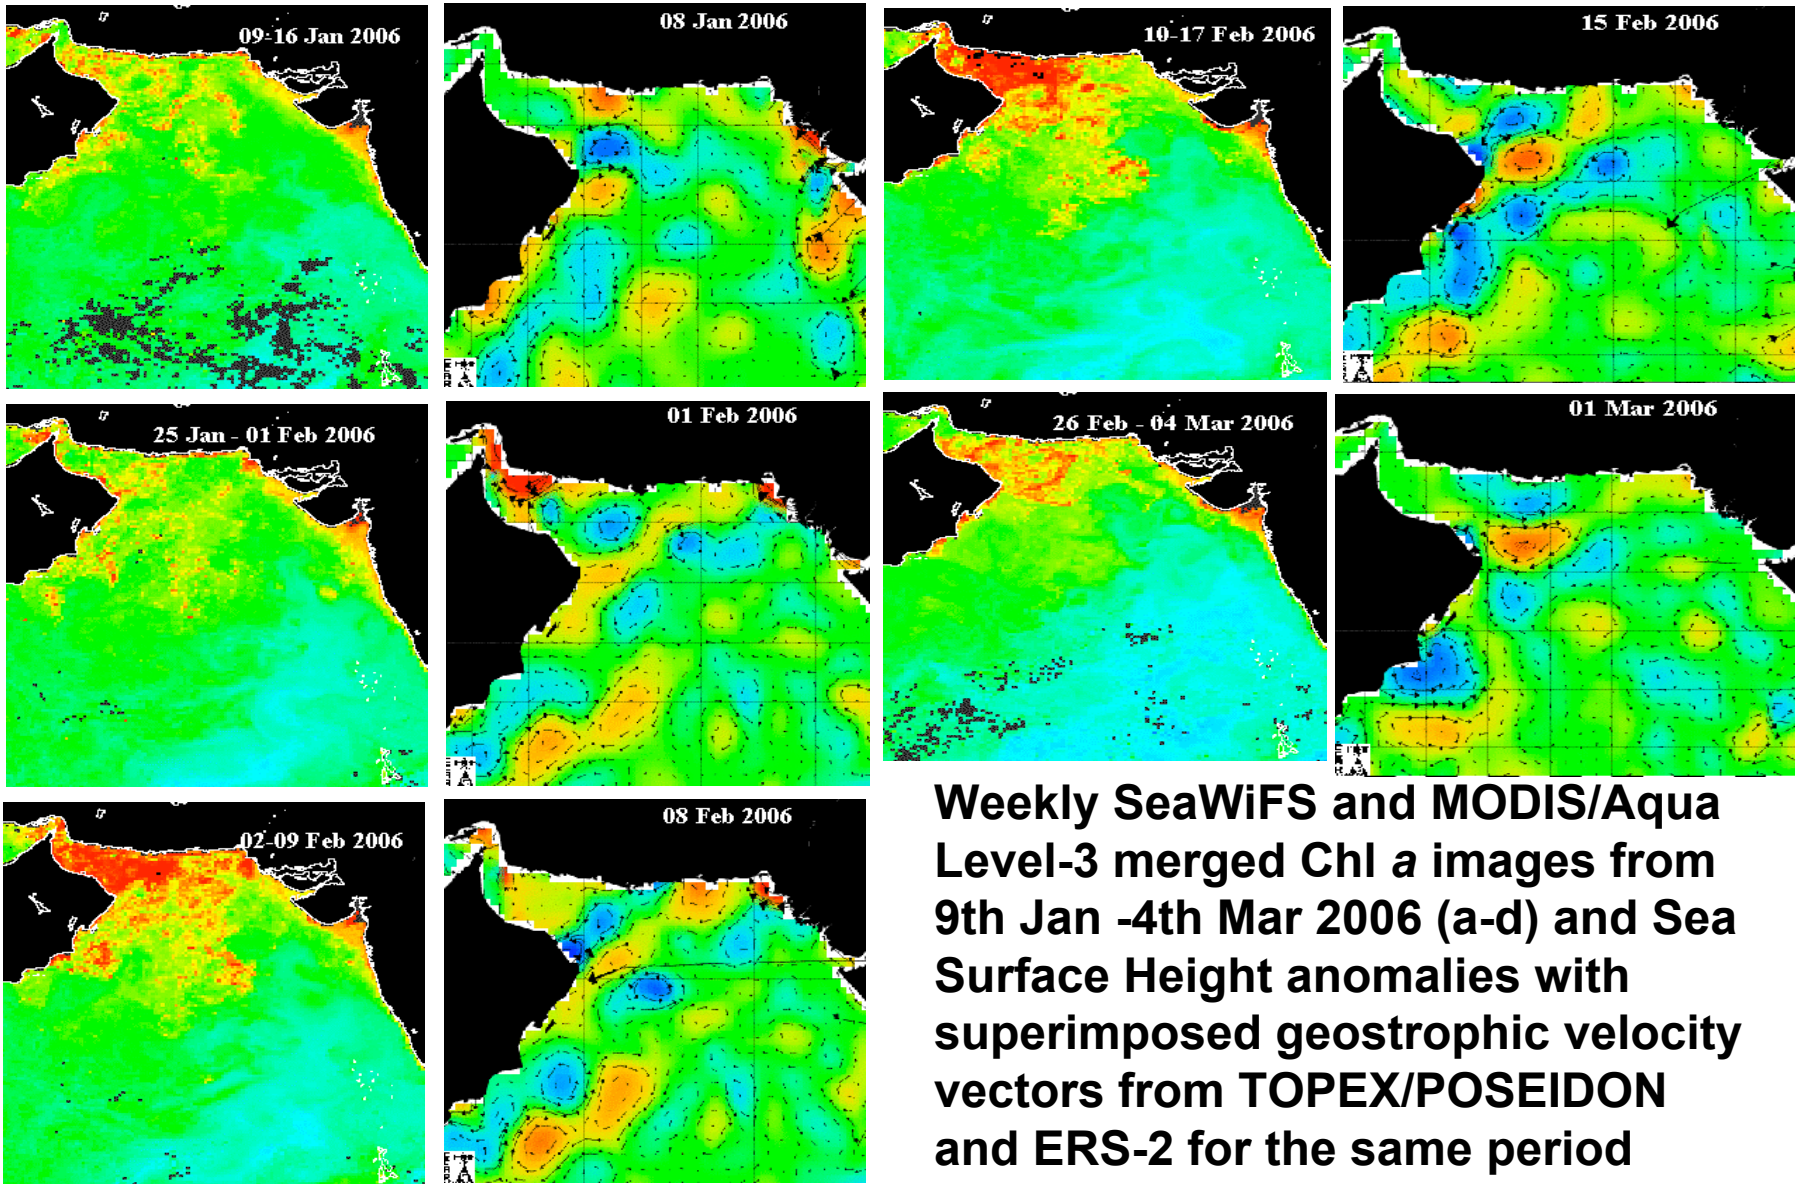 09-16 Jan 2006
08 Jan 2006
10-17 Feb 2006
15 Feb 2006
25 Jan - 01 Feb 2006
01 Feb 2006
26 Feb - 04 Mar 2006
01 Mar 2006
02-09 Feb 2006
08 Feb 2006
Weekly SeaWiFS and MODIS/Aqua
Level-3 merged Chl a images from
9th Jan -4th Mar 2006 (a-d) and Sea
Surface Height anomalies with
superimposed geostrophic velocity
vectors from TOPEX/POSEIDON
and ERS-2 for the same period